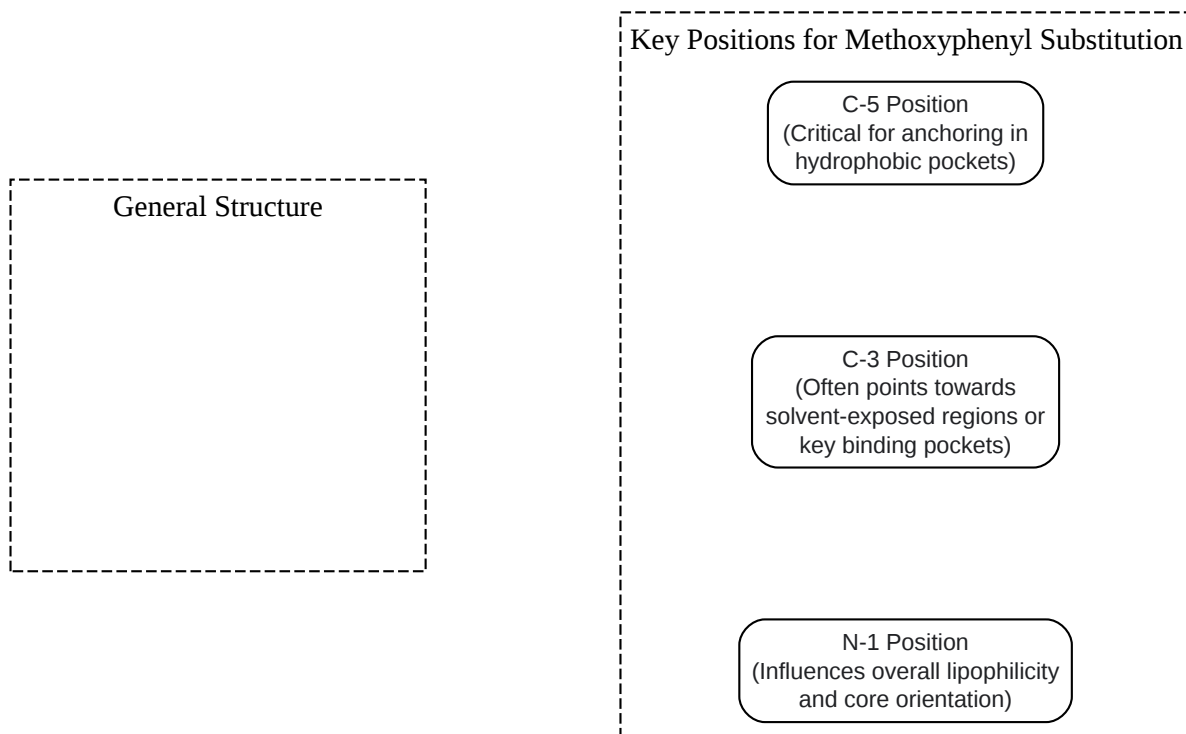 General Structure
Key Positions for Methoxyphenyl Substitution
C-5 Position
(Critical for anchoring in
hydrophobic pockets)
C-3 Position
(Often points towards
solvent-exposed regions or
key binding pockets)
N-1 Position
(Influences overall lipophilicity
and core orientation)